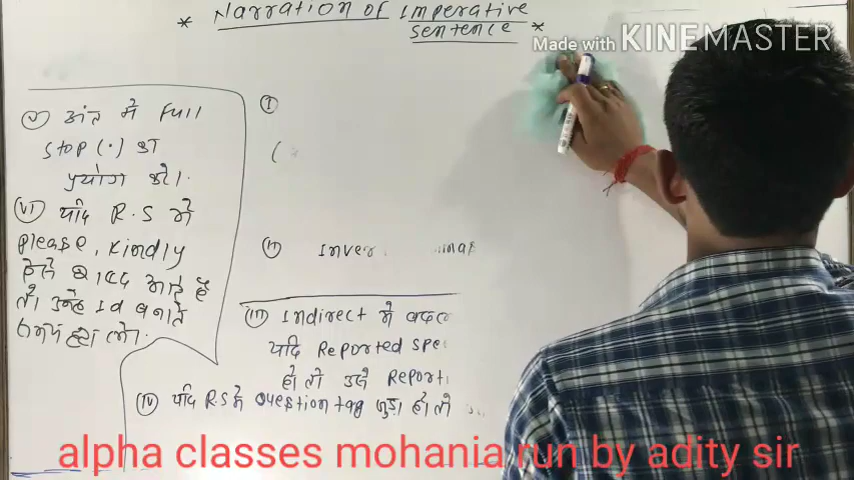 * Narration of Imperative
sentence *
Made with KINEMASTER
(V) अंत में Full
stop (.) का
प्रयोग करें।
(VI) यदि R.S में
please, kindly
जैसे शब्द आए हैं
तो उन्हें Id बनाते
समय हटा लो.
(I)
(
(II) Inver
(III) Indirect में बदल
यदि Reported spe
हो तो उसे Report
(IV) यदि R.S में Question tag जुड़ा हो तो
alpha classes mohania run by adity sir